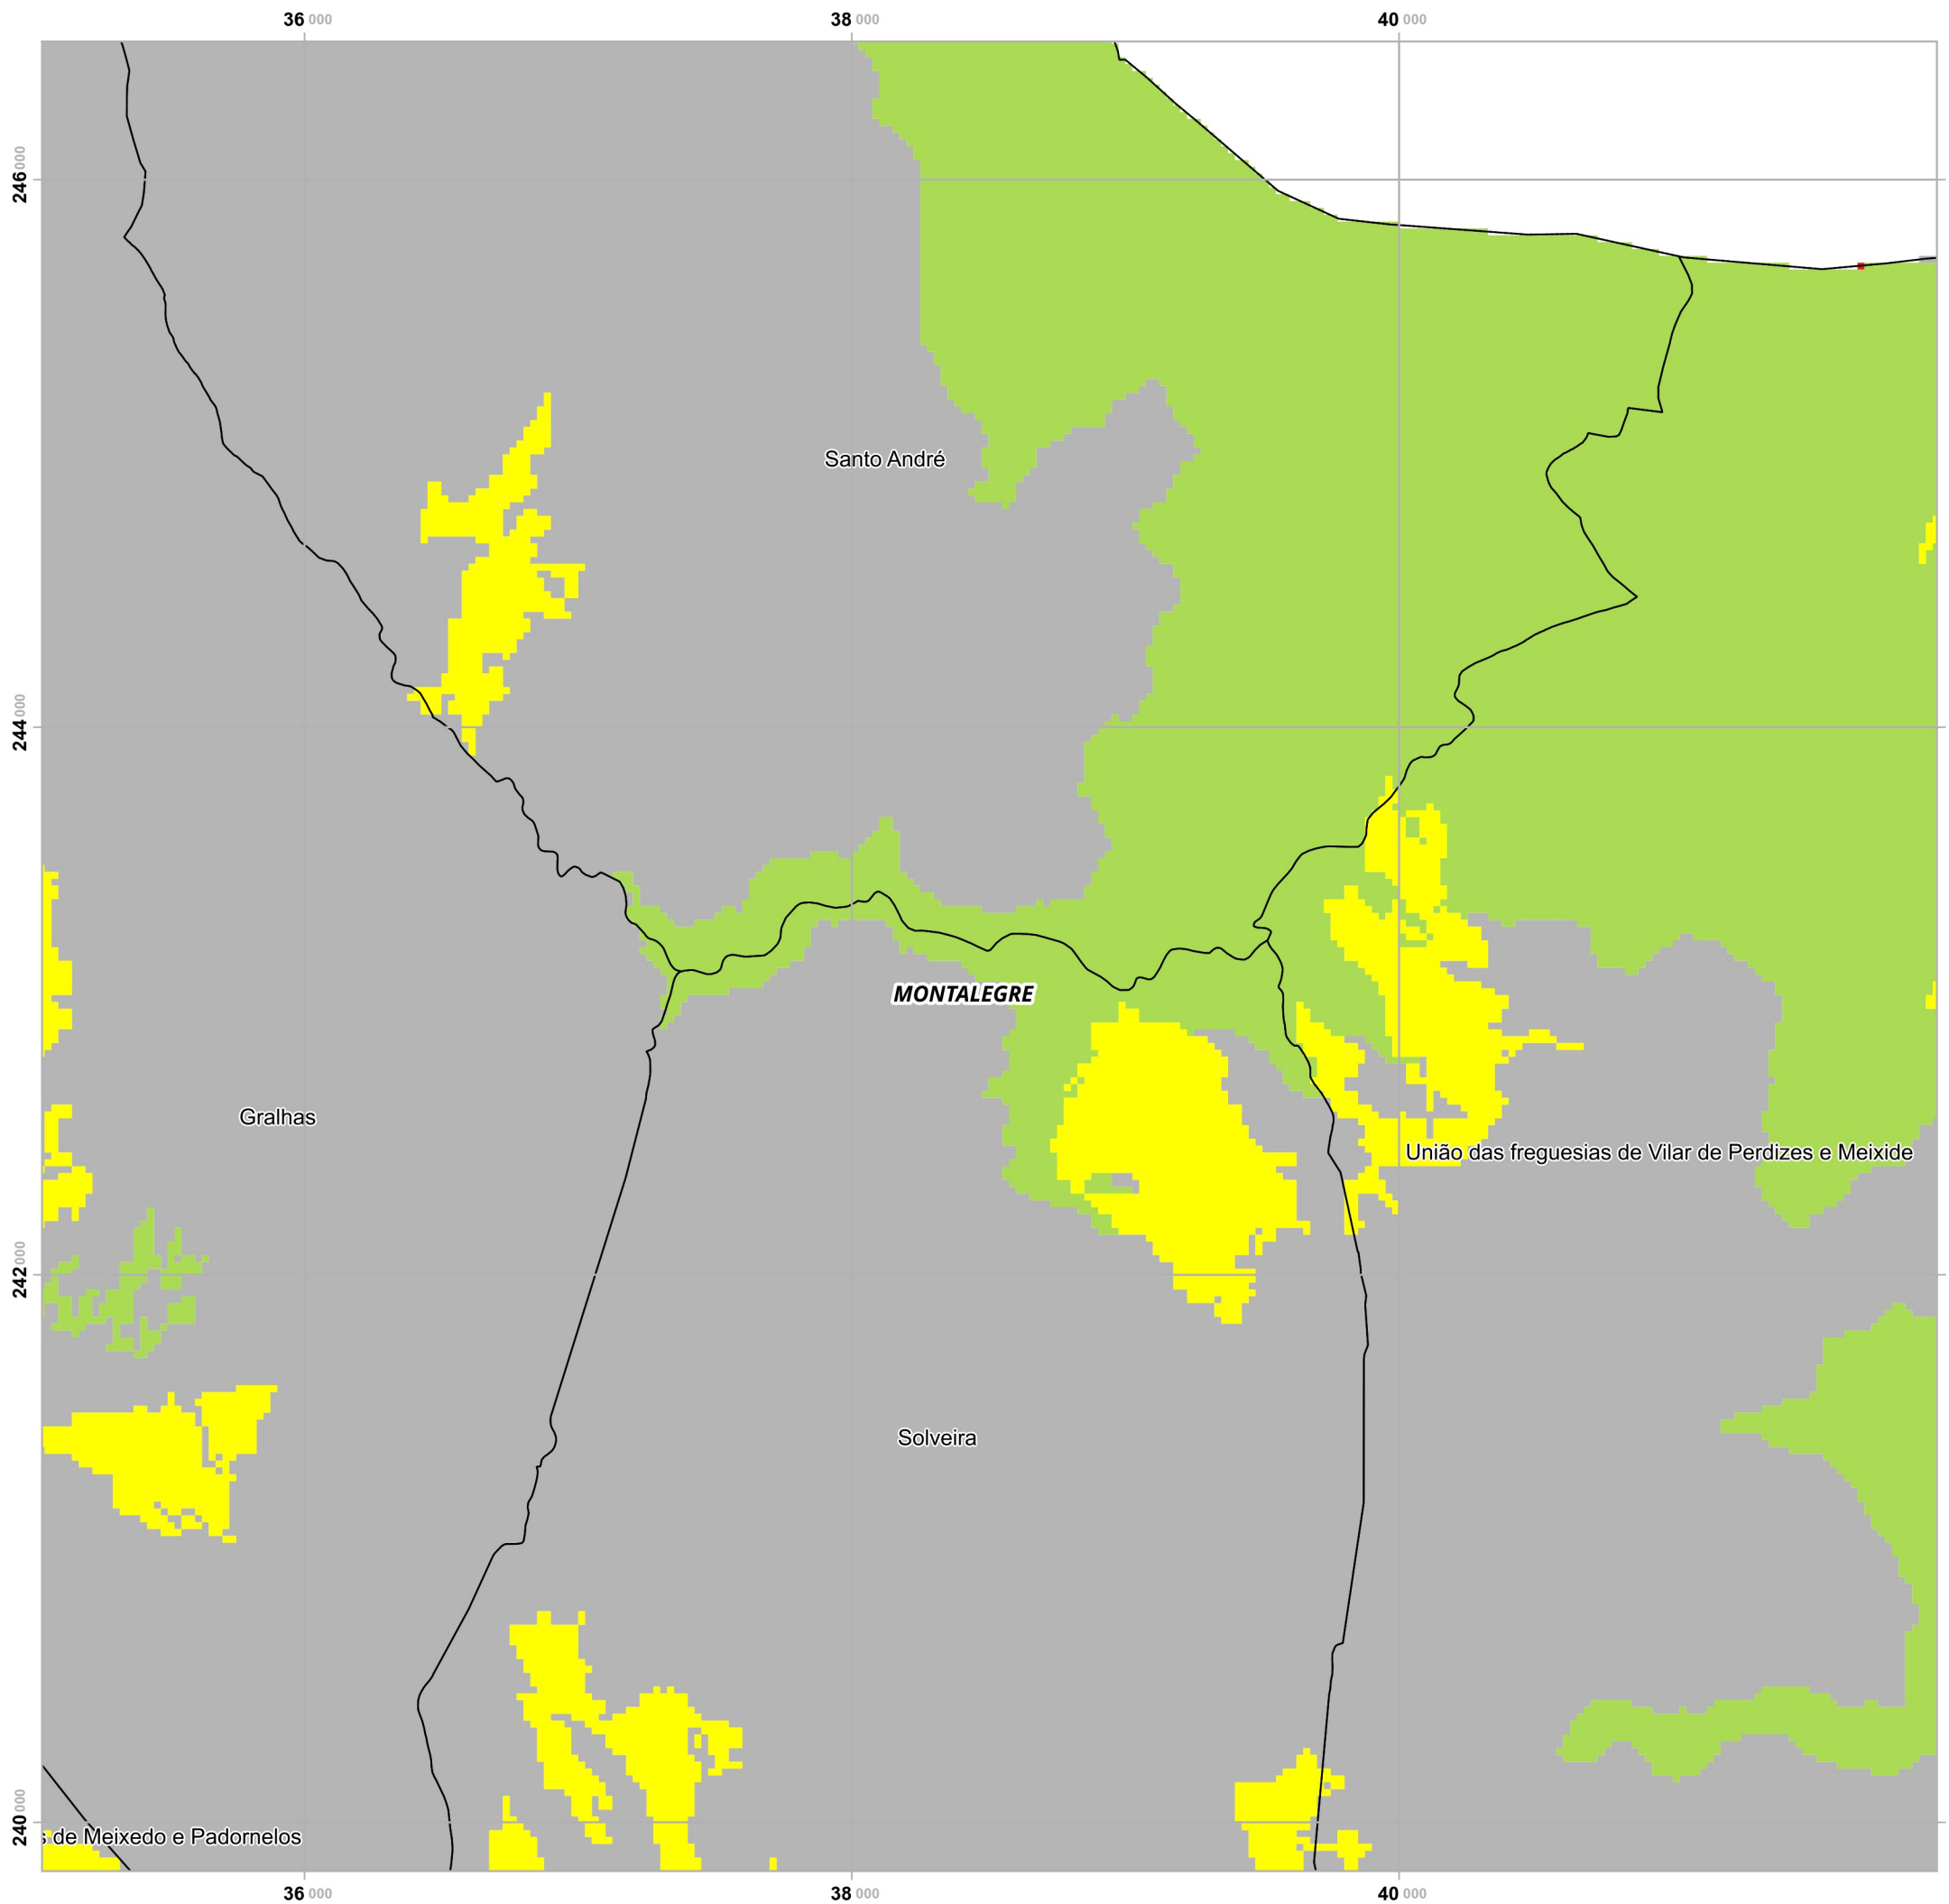 36 000
38 000
40 000
246 000
Santo André
244 000
MONTALEGRE
Gralhas
União das freguesias de Vilar de Perdizes e Meixide
242 000
Solveira
240 000
s de Meixedo e Padornelos
36 000
38 000
40 000